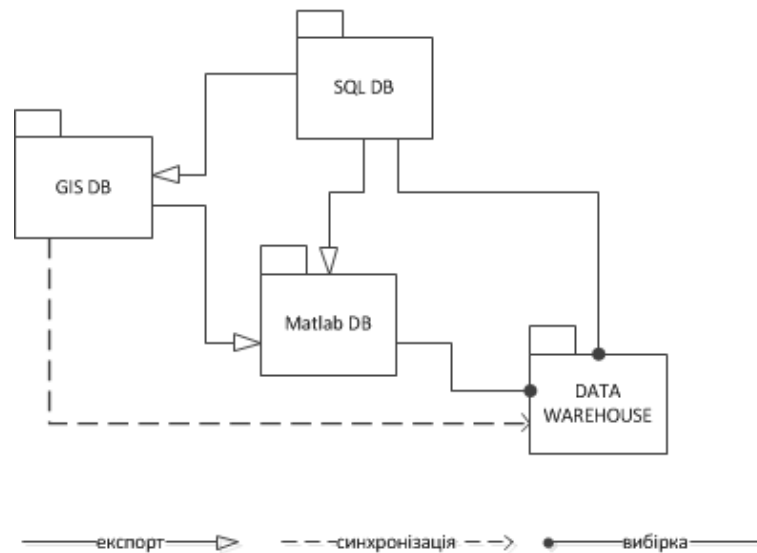 SQL DB
GIS DB
Matlab DB
DATA
WAREHOUSE
експорт
синхронізація
вибірка